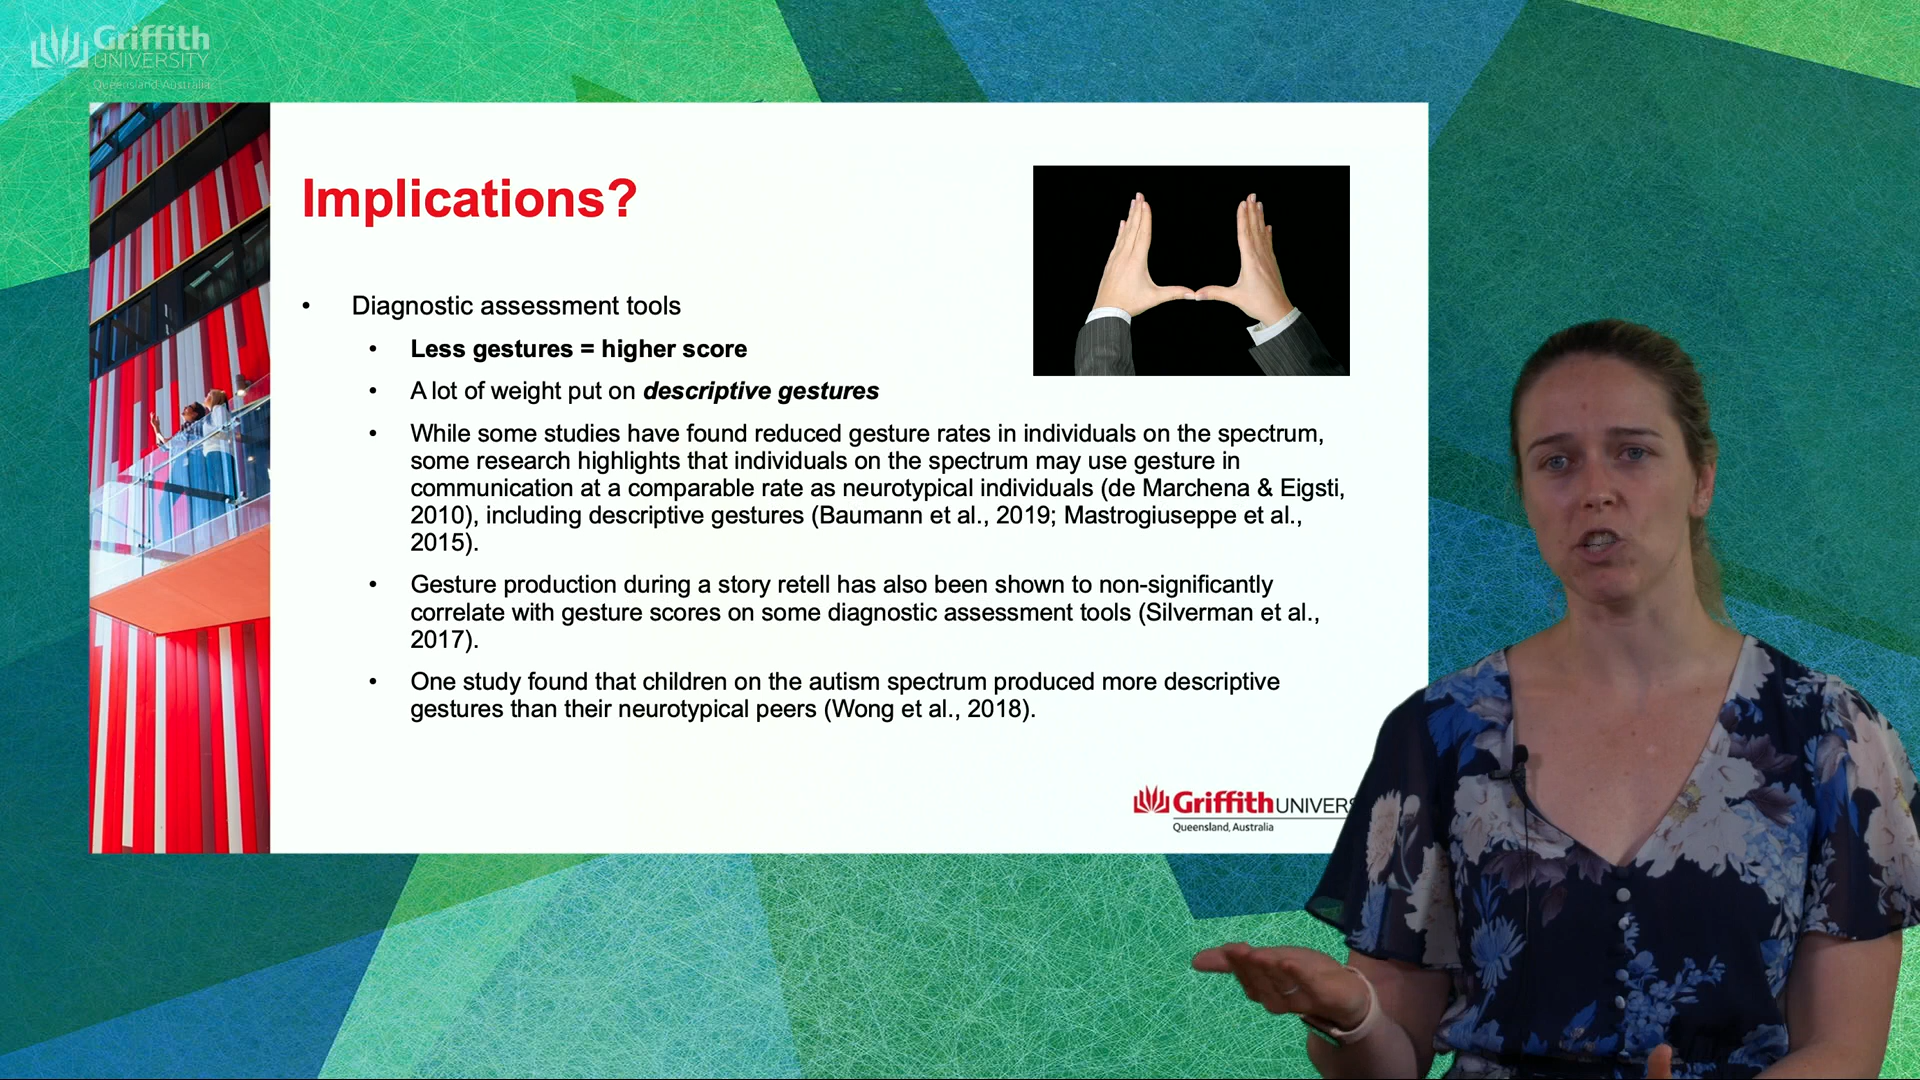 Griffith
UNIVERSITY
Queensland Australia
Implications?
• Diagnostic assessment tools
• Less gestures = higher score
• A lot of weight put on descriptive gestures
• While some studies have found reduced gesture rates in individuals on the spectrum,
some research highlights that individuals on the spectrum may use gesture in
communication at a comparable rate as neurotypical individuals (de Marchena & Eigsti,
2010), including descriptive gestures (Baumann et al., 2019; Mastrogiuseppe et al.,
2015).
• Gesture production during a story retell has also been shown to non-significantly
correlate with gesture scores on some diagnostic assessment tools (Silverman et al.,
2017).
• One study found that children on the autism spectrum produced more descriptive
gestures than their neurotypical peers (Wong et al., 2018).
Griffith UNIVERS
Queensland, Australia